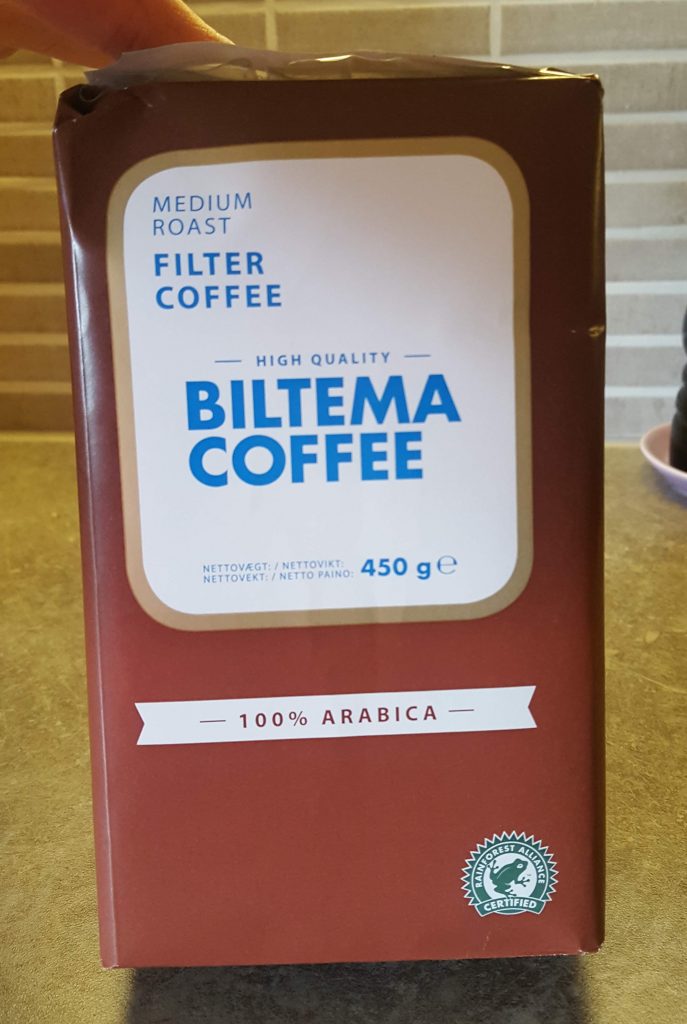 MEDIUM
ROAST
FILTER
COFFEE
— HIGH QUALITY —
BILTEMA
COFFEE
NETTOVÆGT: / NETTOVIKT:
NETTOVEKT: / NETTO PAINO: 450 g ℮
— 100% ARABICA —
RAINFOREST ALLIANCE
CERTIFIED